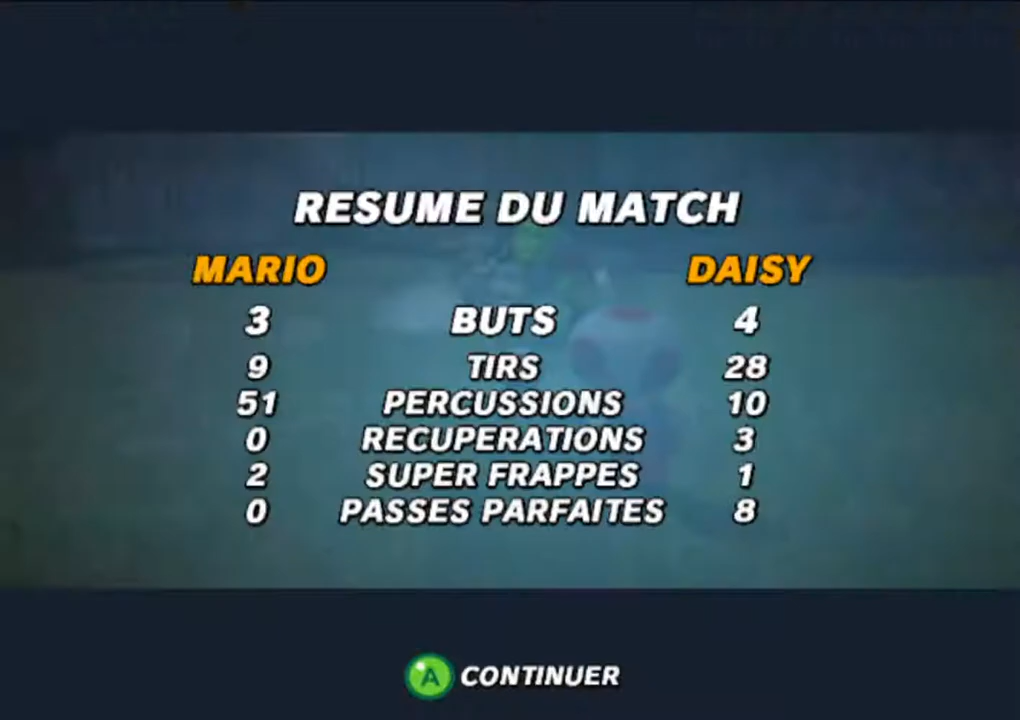 RESUME DU MATCH
MARIO DAISY
3 BUTS 4
9 TIRS 28
51 PERCUSSIONS 10
0 RECUPERATIONS 3
2 SUPER FRAPPES 1
0 PASSES PARFAITES 8
A CONTINUER